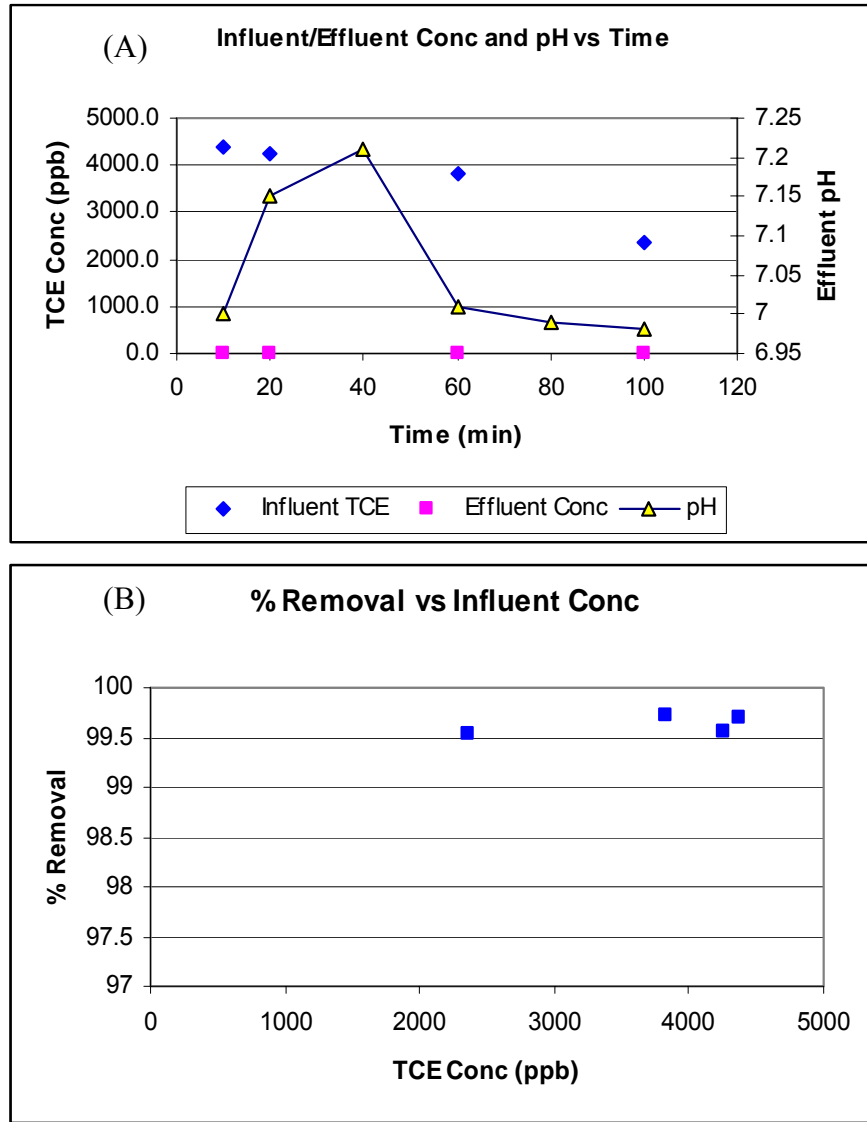 (A)
Influent/Effluent Conc and pH vs Time
5000.0
4000.0
3000.0
2000.0
1000.0
0.0
TCE Conc (ppb)
7.25
7.2
7.15
7.1
7.05
7
6.95
Effluent pH
0 20 40 60 80 100 120
Time (min)
Influent TCE Effluent Conc pH
(B)
% Removal vs Influent Conc
100
99.5
99
98.5
98
97.5
97
% Removal
0 1000 2000 3000 4000 5000
TCE Conc (ppb)